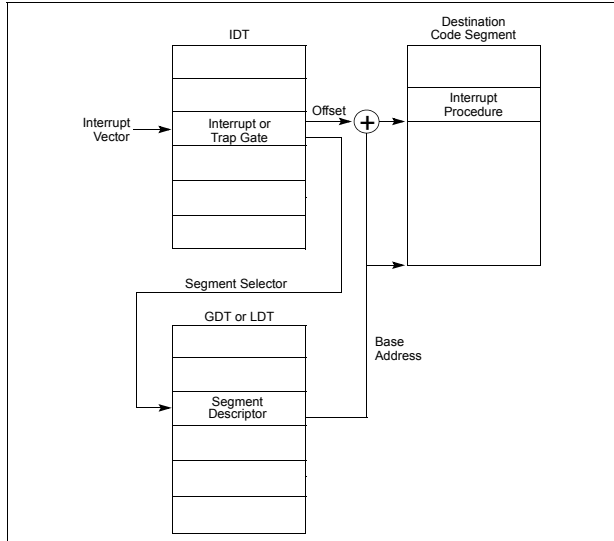 Destination
Code Segment
IDT
Interrupt
Vector
Interrupt or
Trap Gate
Offset
+
Interrupt
Procedure
Segment Selector
GDT or LDT
Base
Address
Segment
Descriptor